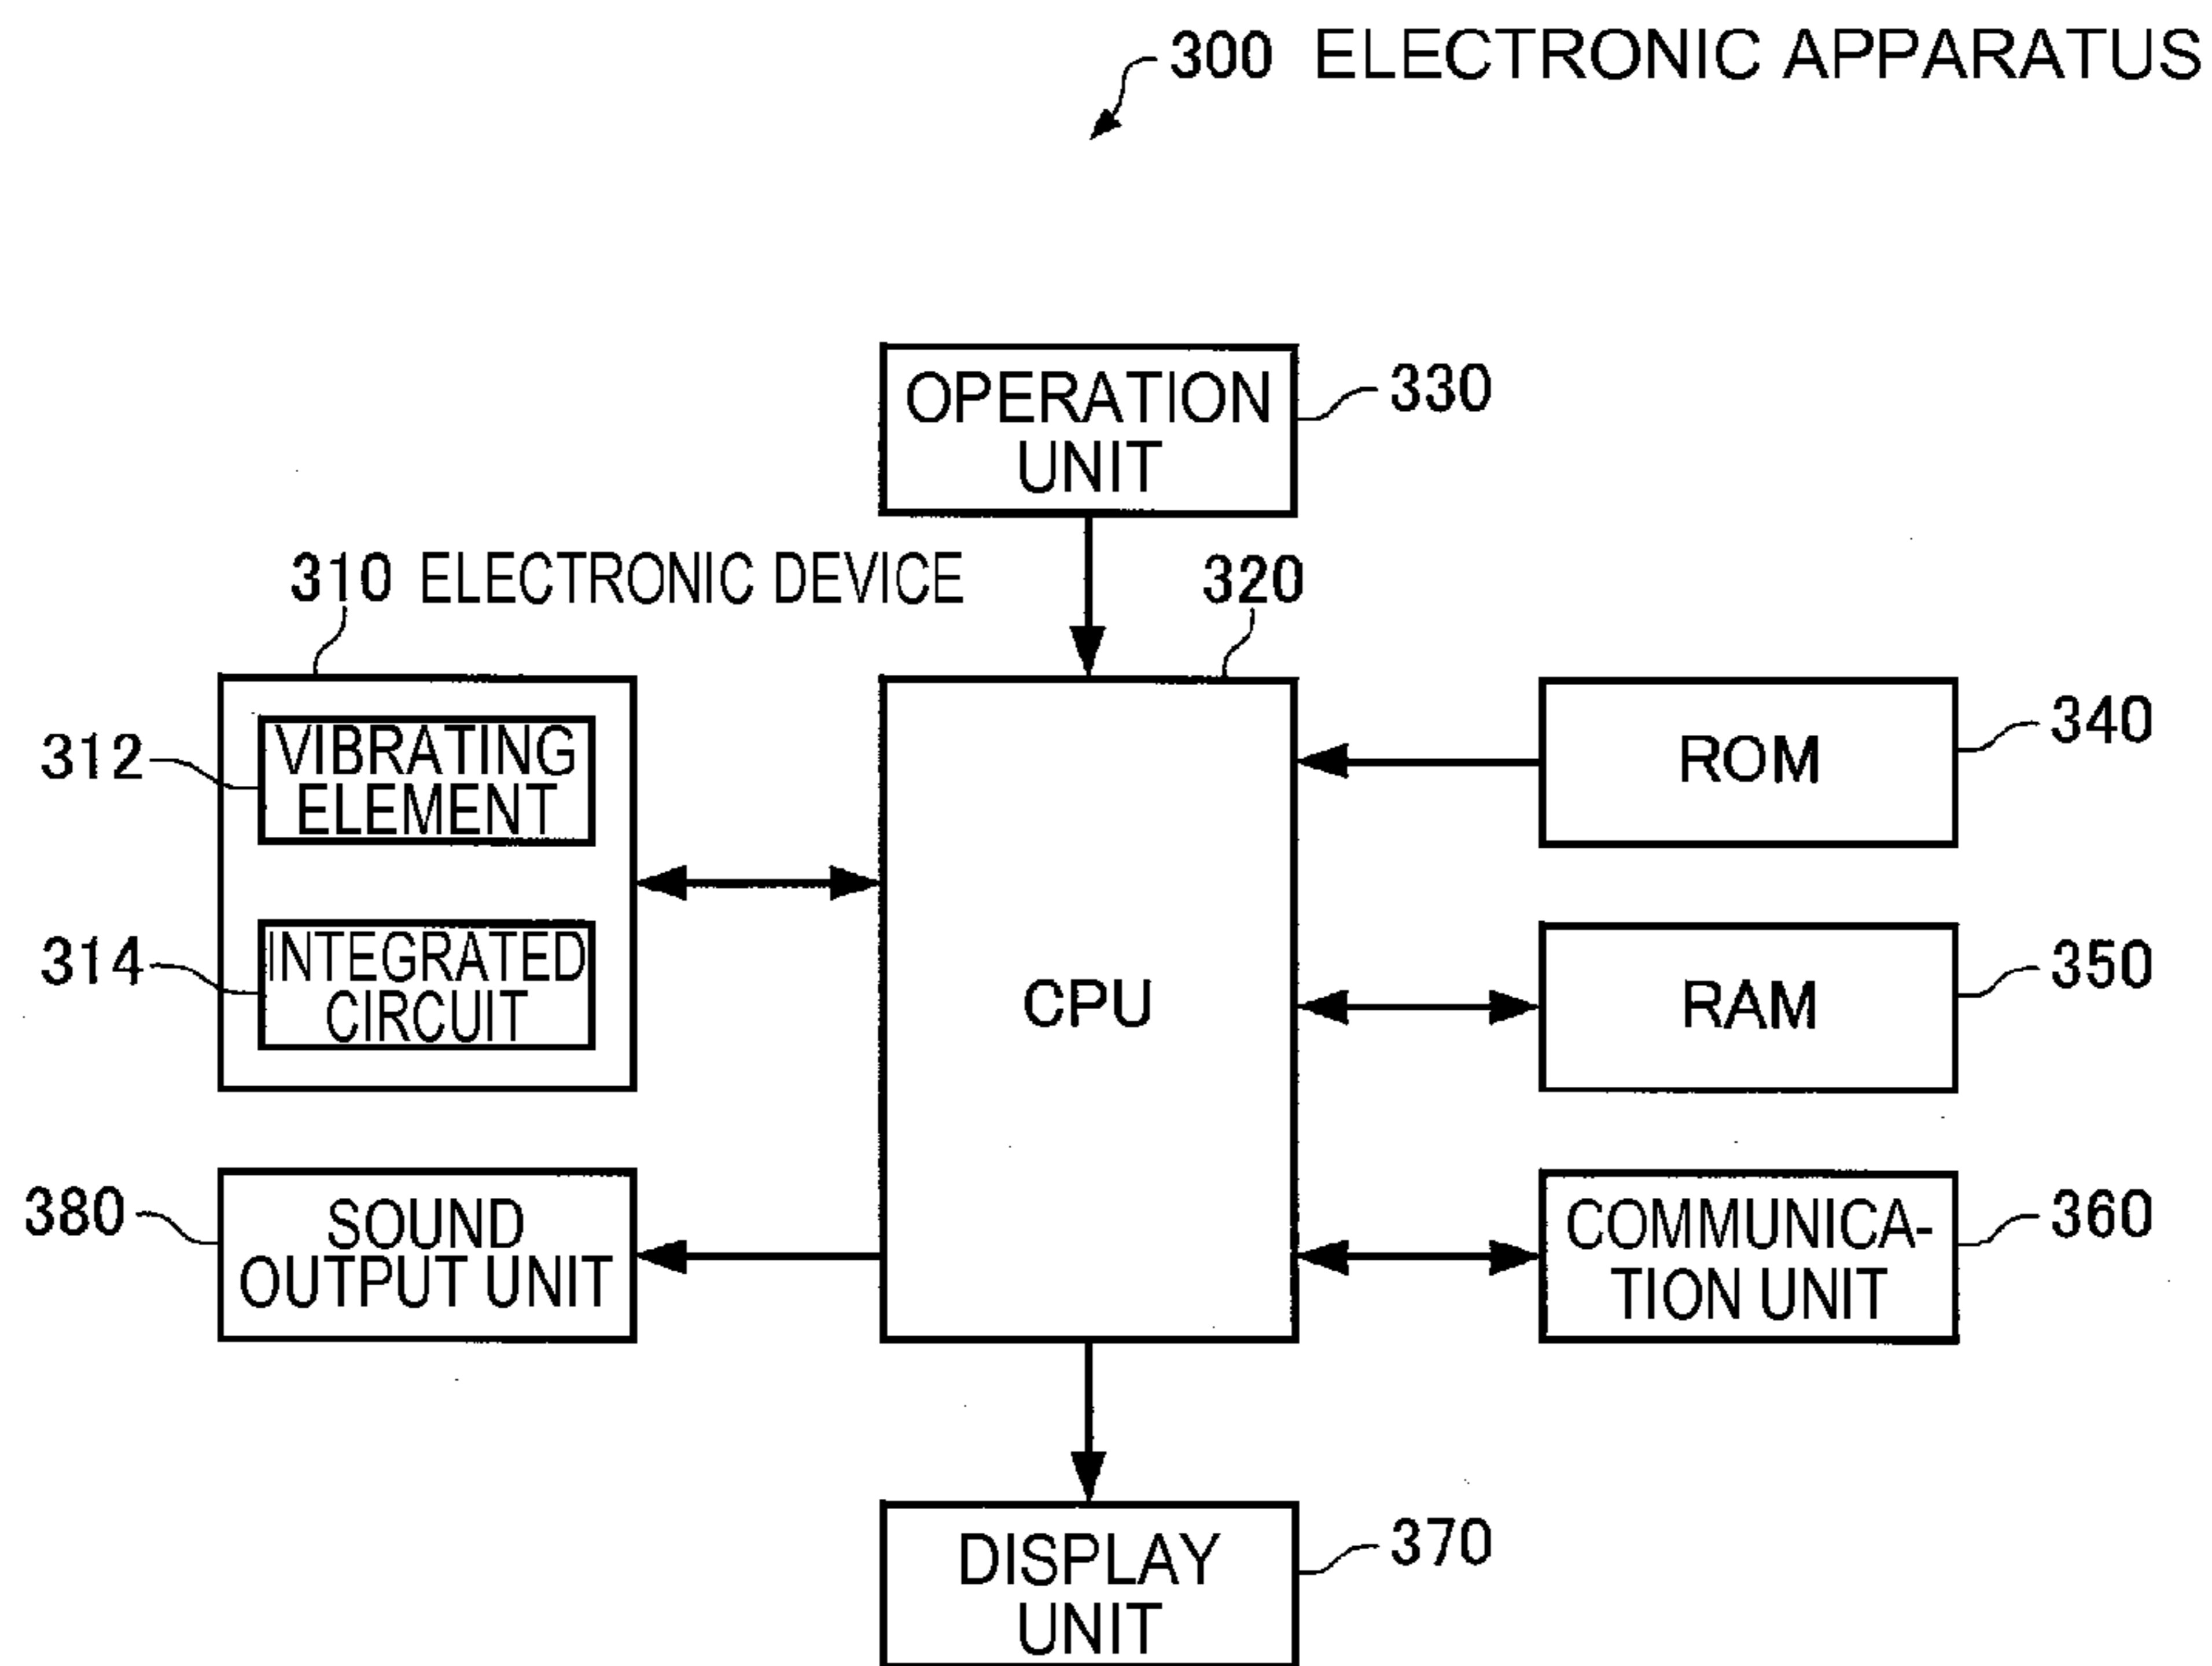 300 ELECTRONIC APPARATUS
OPERATION
UNIT
330
310 ELECTRONIC DEVICE
320
312
VIBRATING
ELEMENT
314
INTEGRATED
CIRCUIT
CPU
ROM
340
RAM
350
380
SOUND
OUTPUT UNIT
COMMUNICA-
TION UNIT
360
DISPLAY
UNIT
370